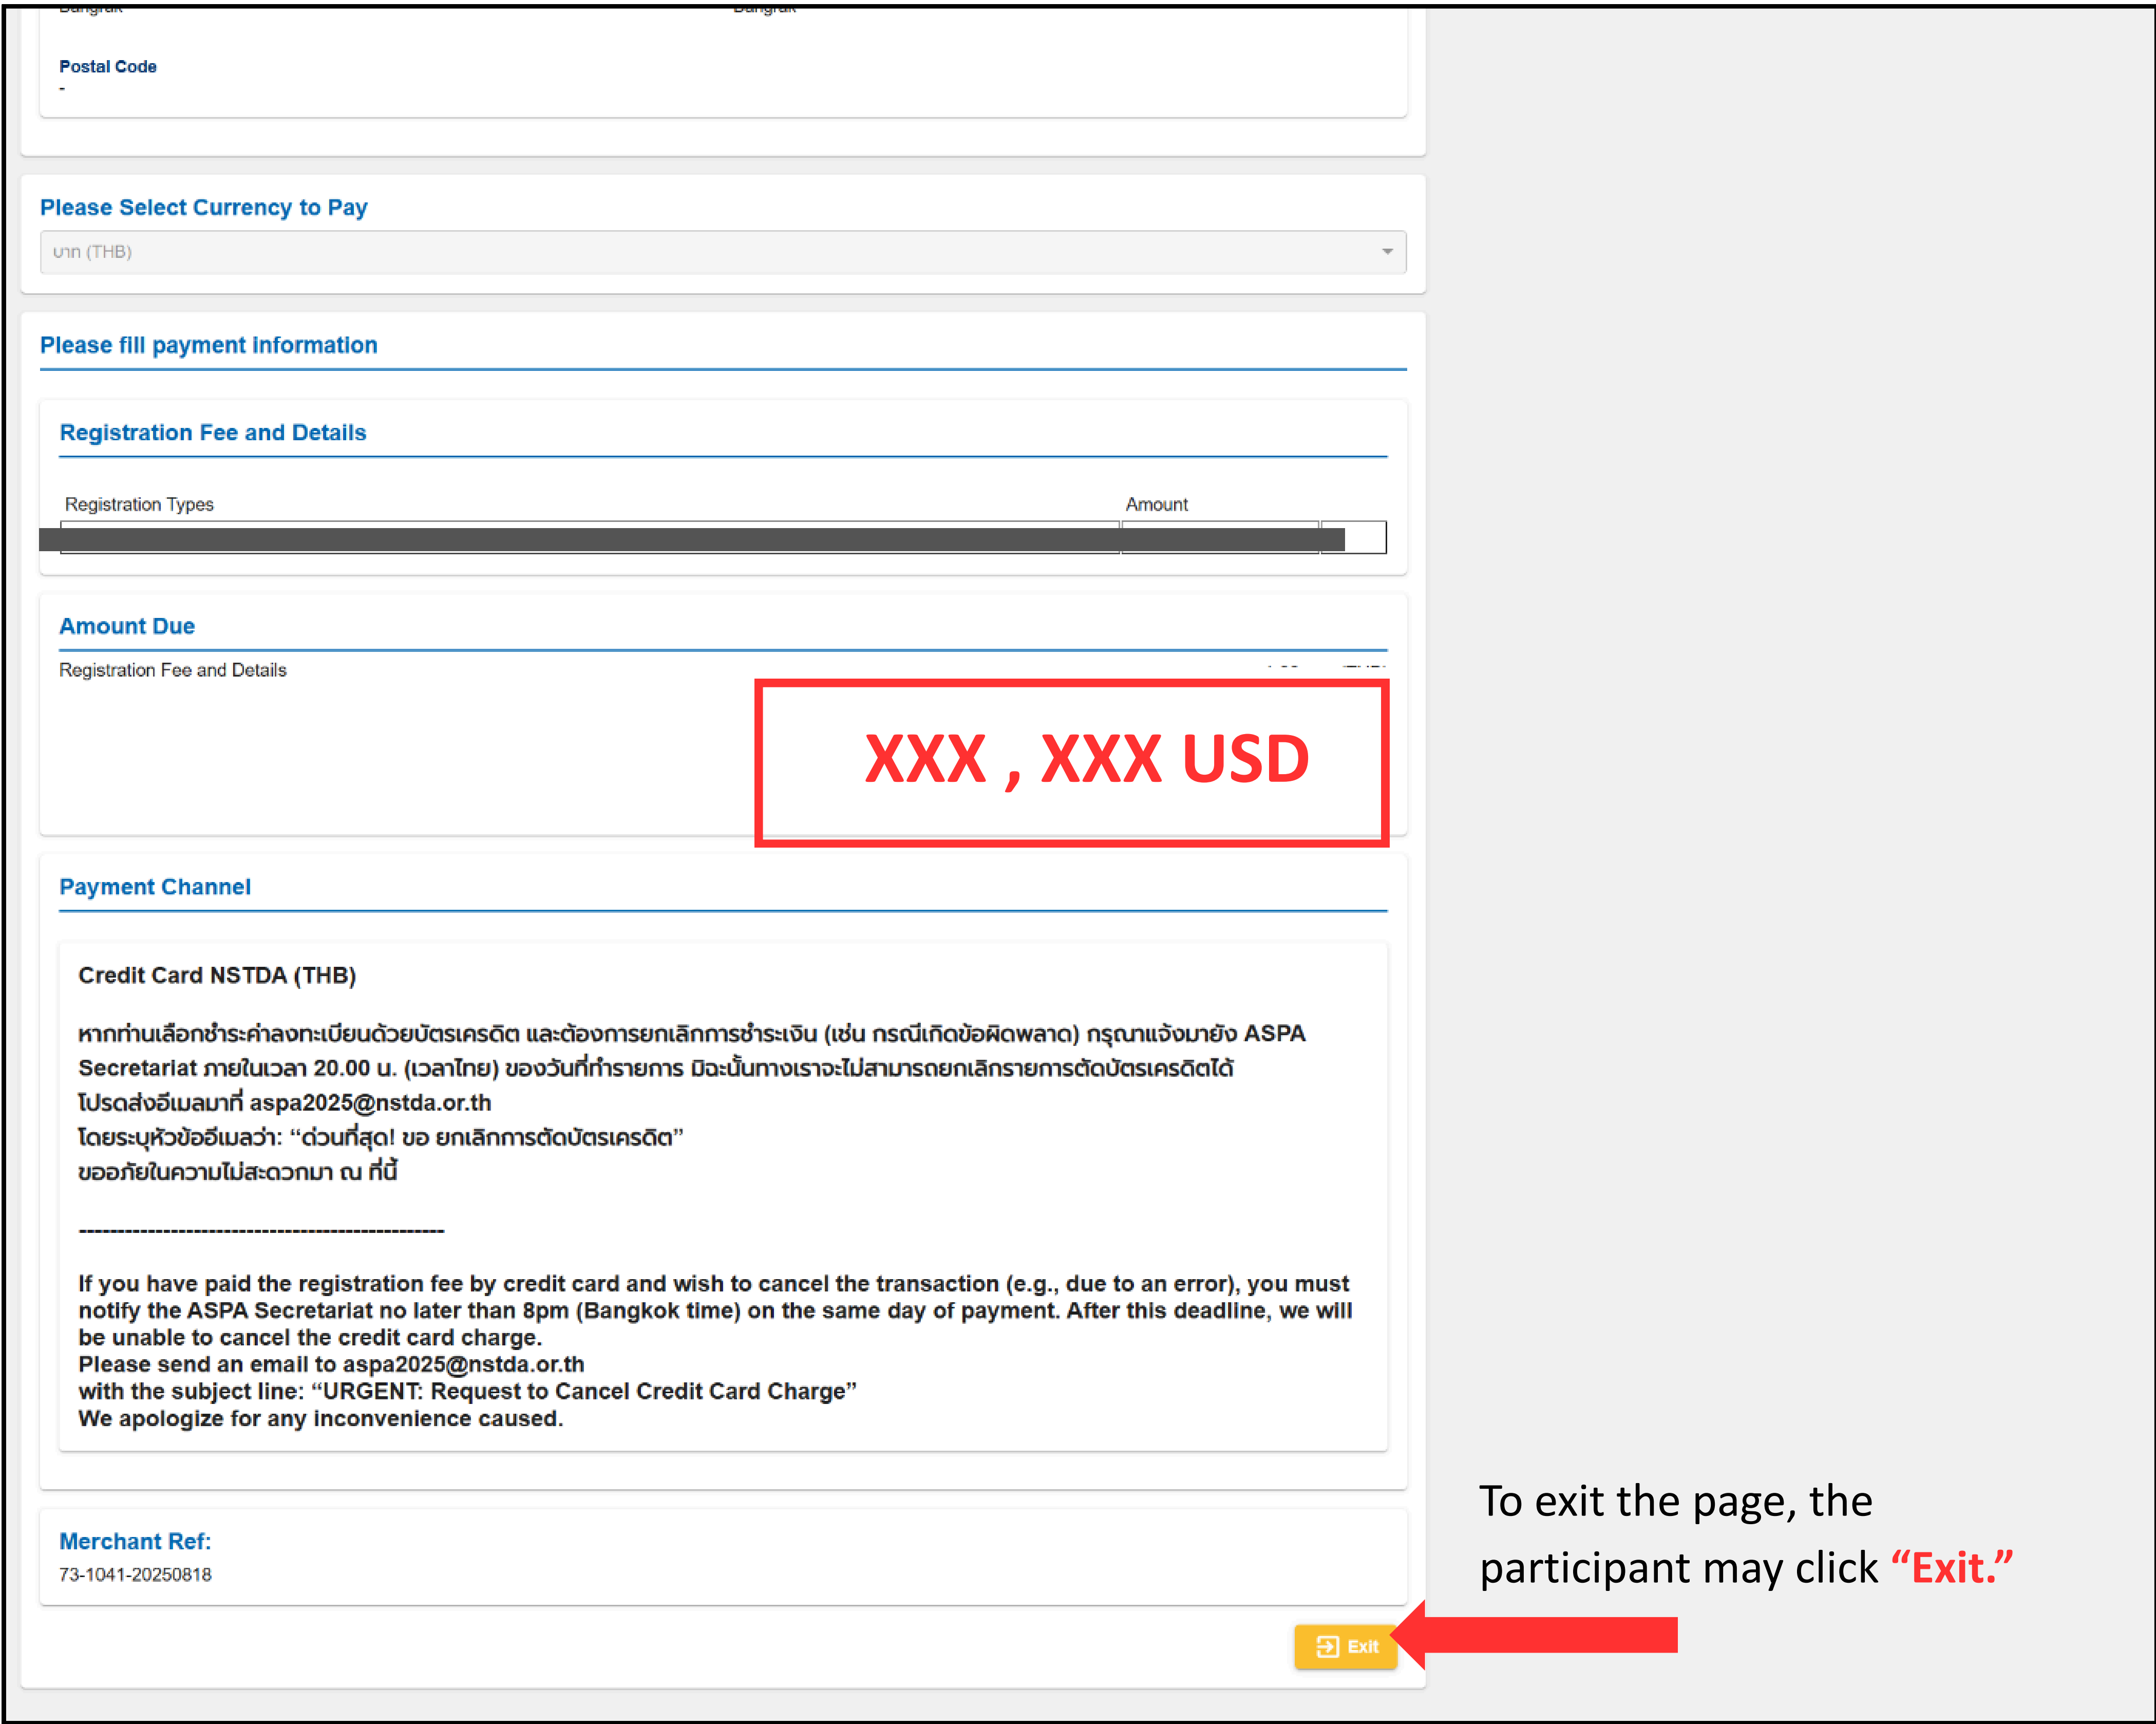 Postal Code
-
Please Select Currency to Pay
บาท (THB)
Please fill payment information
Registration Fee and Details
Registration Types Amount
Amount Due
Registration Fee and Details
XXX , XXX USD
Payment Channel
Credit Card NSTDA (THB)
หากท่านเลือกชำระค่าลงทะเบียนด้วยบัตรเครดิต และต้องการยกเลิกการชำระเงิน (เช่น กรณีเกิดข้อผิดพลาด) กรุณาแจ้งมายัง ASPA
Secretariat ภายในเวลา 20.00 น. (เวลาไทย) ของวันที่ทำรายการ มิฉะนั้นทางเราจะไม่สามารถยกเลิกรายการตัดบัตรเครดิตได้
โปรดส่งอีเมลมาที่ aspa2025@nstda.or.th
โดยระบุหัวข้ออีเมลว่า: “ด่วนที่สุด! ขอ ยกเลิกการตัดบัตรเครดิต”
ขออภัยในความไม่สะดวกมา ณ ที่นี้
------------------------------------------------
If you have paid the registration fee by credit card and wish to cancel the transaction (e.g., due to an error), you must
notify the ASPA Secretariat no later than 8pm (Bangkok time) on the same day of payment. After this deadline, we will
be unable to cancel the credit card charge.
Please send an email to aspa2025@nstda.or.th
with the subject line: “URGENT: Request to Cancel Credit Card Charge”
We apologize for any inconvenience caused.
Merchant Ref:
73-1041-20250818
Exit
To exit the page, the
participant may click “Exit.”